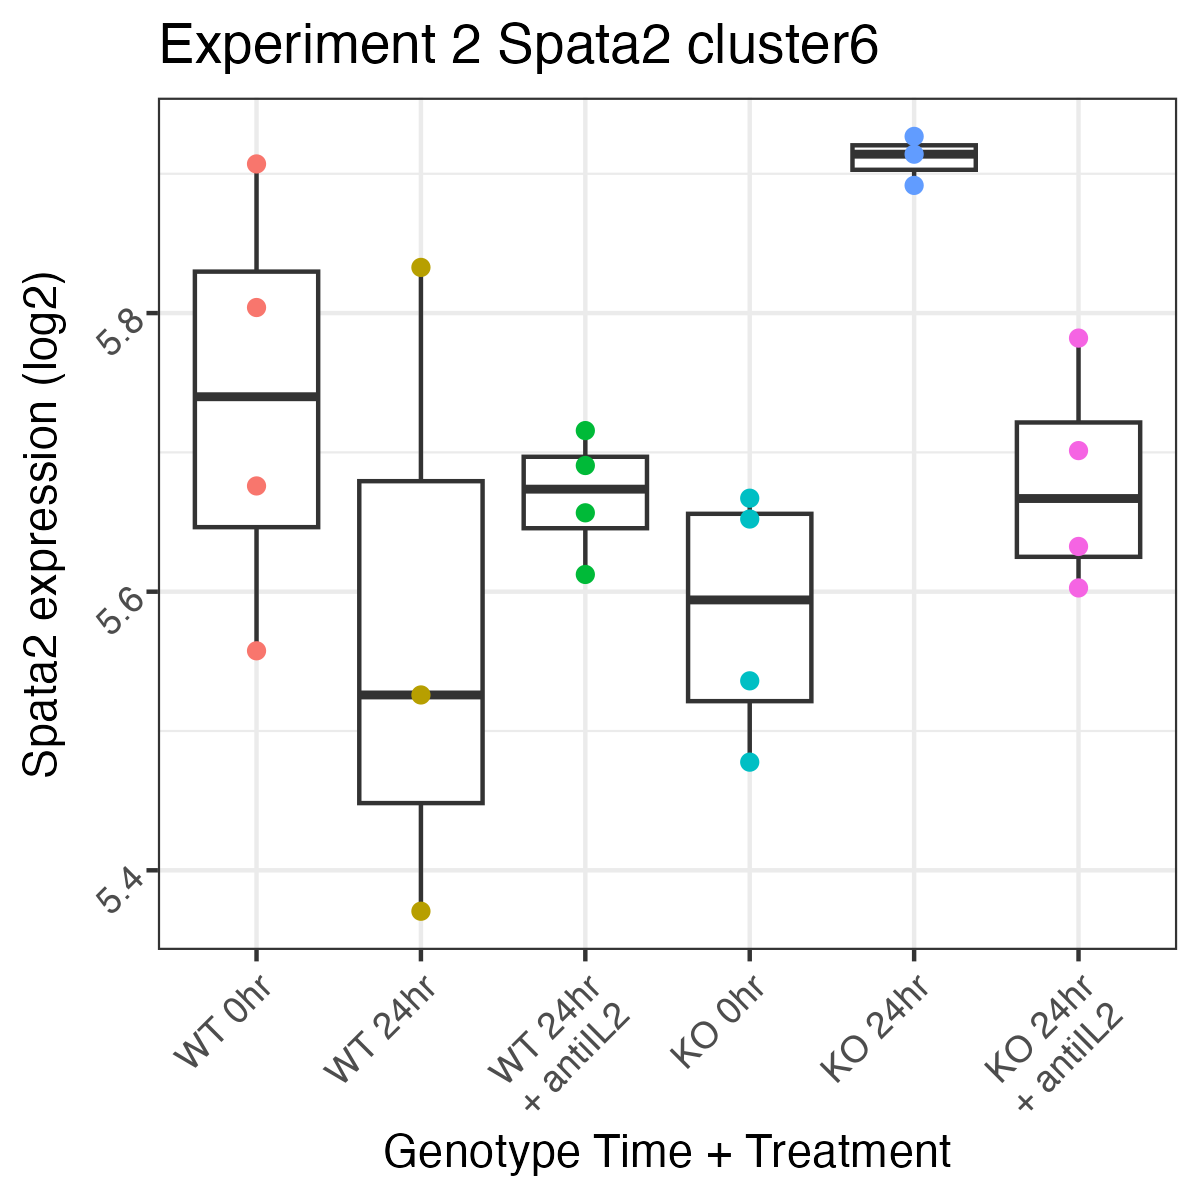 Experiment 2 Spata2 cluster6
Spata2 expression (log2)
5.8
5.6
5.4
WT 0hr
WT 24hr
WT 24hr
+ antiIL2
KO 0hr
KO 24hr
KO 24hr
+ antiIL2
Genotype Time + Treatment